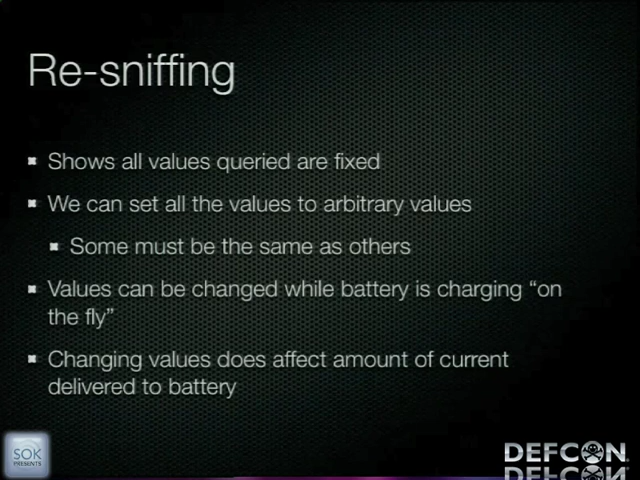 Re-sniffing
Shows all values queried are fixed
We can set all the values to arbitrary values
Some must be the same as others
Values can be changed while battery is charging “on
the fly”
Changing values does affect amount of current
delivered to battery
SOK
PRESENTS
DEFCON